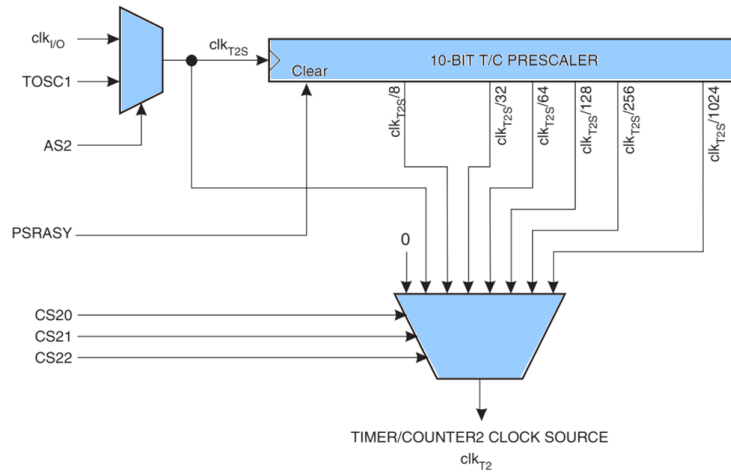 clkI/O
clkT2S
TOSC1
10-BIT T/C PRESCALER
Clear
clkT2S/8
clkT2S/32
clkT2S/64
clkT2S/128
clkT2S/256
clkT2S/1024
AS2
PSRASY
0
CS20
CS21
CS22
TIMER/COUNTER2 CLOCK SOURCE
clkT2